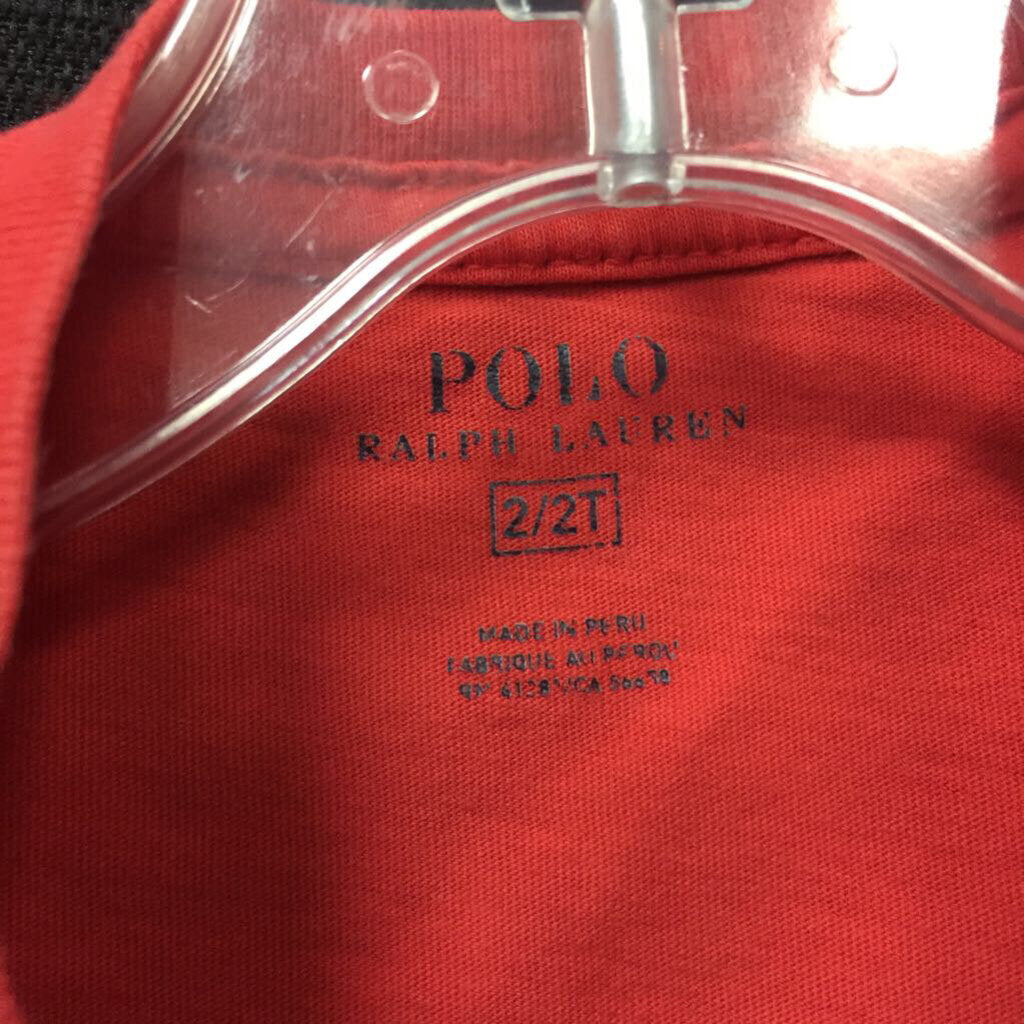 POLO
RALPH LAUREN
2/2T
MADE IN PERU
FABRIQUE AU PEROU